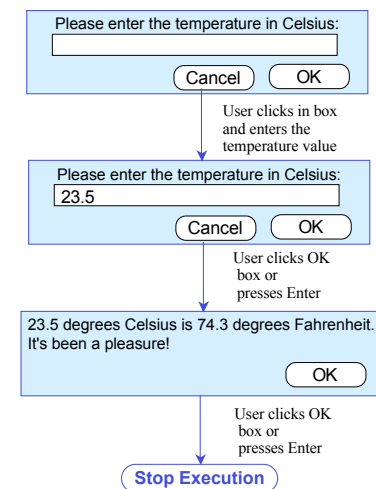 Please enter the temperature in Celsius:
Cancel
OK
User clicks in box
and enters the
temperature value
Please enter the temperature in Celsius:
23.5
Cancel
OK
User clicks OK
box or
presses Enter
23.5 degrees Celsius is 74.3 degrees Fahrenheit.
It's been a pleasure!
OK
User clicks OK
box or
presses Enter
Stop Execution